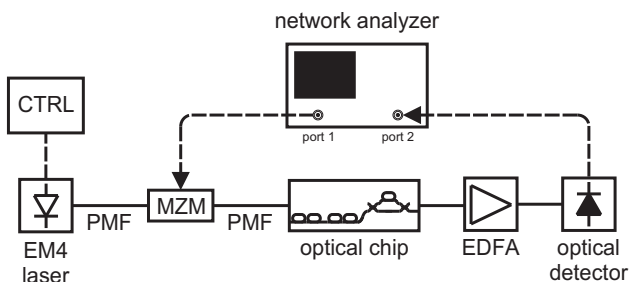 network analyzer
CTRL
port 1
port 2
MZM
PMF
PMF
EM4
laser
optical chip
EDFA
optical
detector